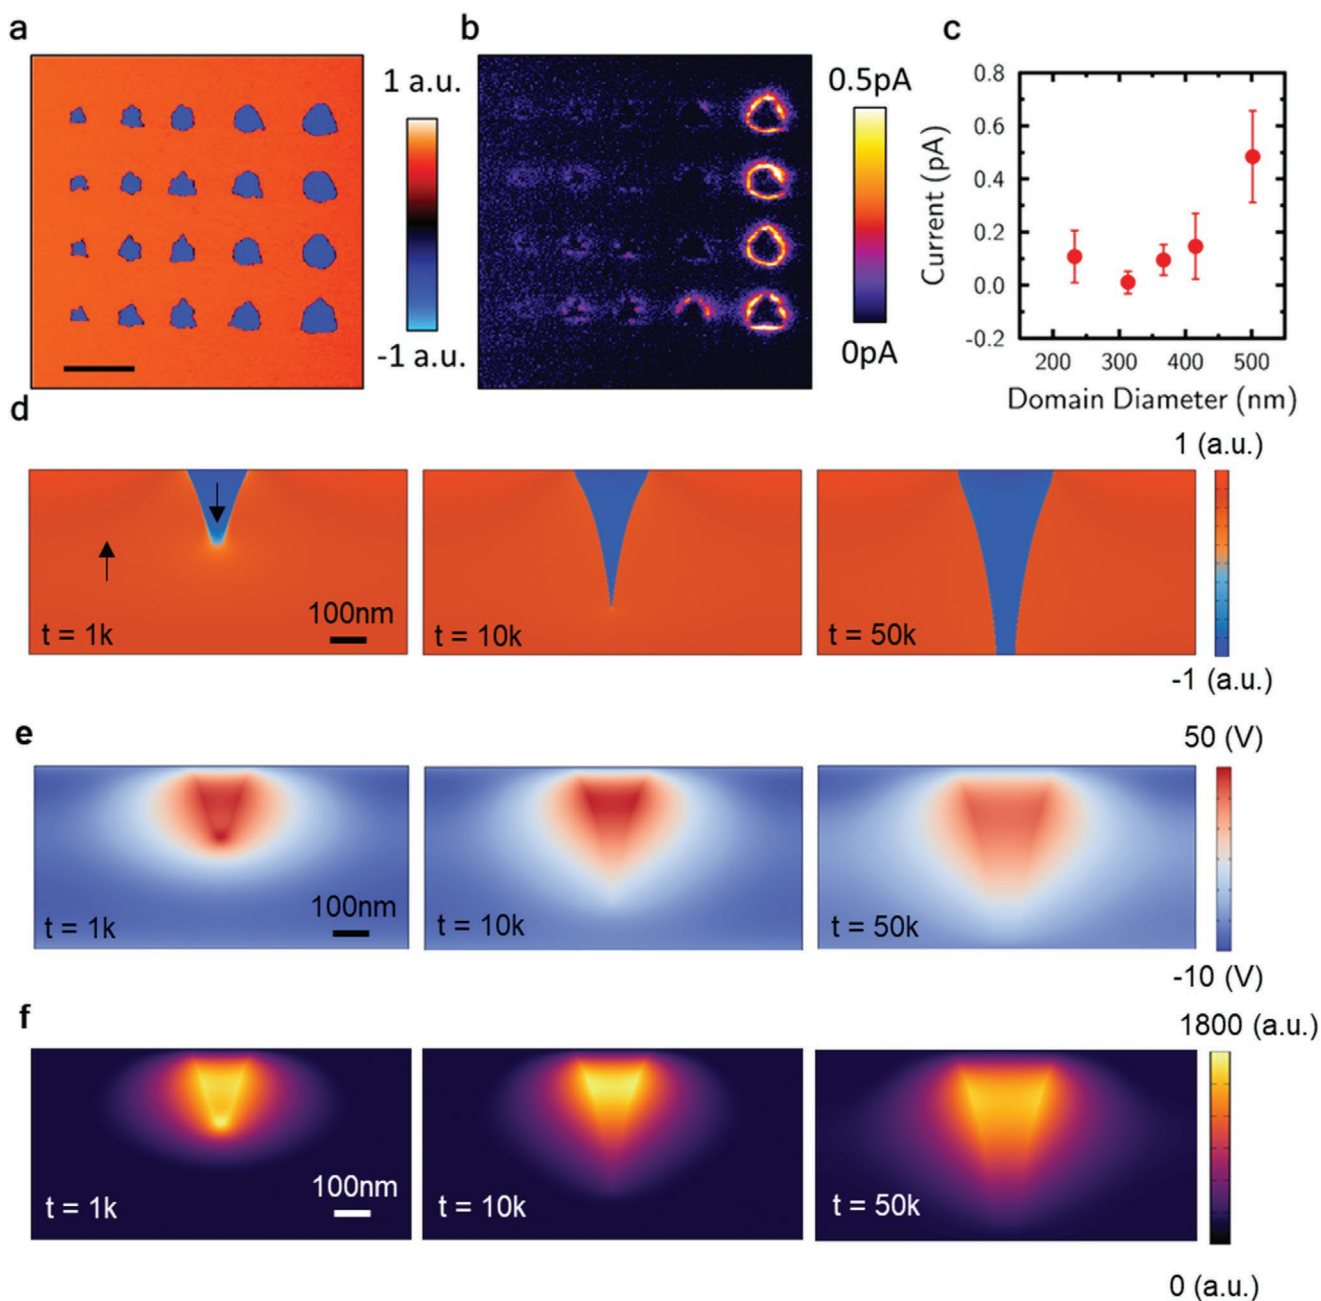 a
b
c
1 a.u.
-1 a.u.
0.5pA
0pA
0.8
0.6
0.4
0.2
0.0
-0.2
Current (pA)
200 300 400 500
Domain Diameter (nm)
d
1 (a.u.)
t = 1k
100nm
t = 10k
t = 50k
-1 (a.u.)
e
50 (V)
t = 1k
100nm
t = 10k
t = 50k
-10 (V)
f
1800 (a.u.)
t = 1k
100nm
t = 10k
t = 50k
0 (a.u.)